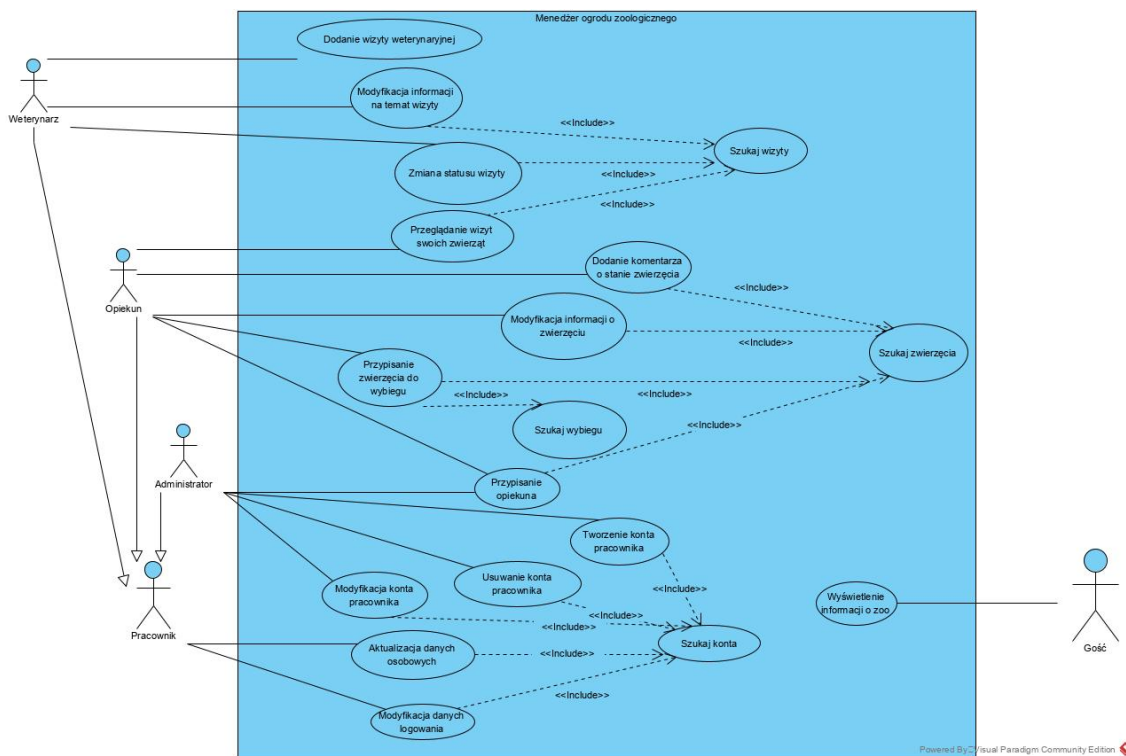 Menedżer ogrodu zoologicznego
Dodanie wizyty weterynaryjnej
Weterynarz
Modyfikacja informacji
na temat wizyty
<<Include>>
Szukaj wizyty
Zmiana statusu wizyty
<<Include>>
<<Include>>
Przeglądanie wizyt
swoich zwierząt
Opiekun
Dodanie komentarza
o stanie zwierzęcia
<<Include>>
Modyfikacja informacji o
zwierzęciu
<<Include>>
Szukaj zwierzęcia
Przypisanie
zwierzęcia do
wybiegu
<<Include>>
<<Include>>
Szukaj wybiegu
<<Include>>
Administrator
Przypisanie
opiekuna
Tworzenie konta
pracownika
<<Include>>
Modyfikacja konta
pracownika
Usuwanie konta
pracownika
<<Include>>
<<Include>>
Wyświetlenie
informacji o zoo
Gość
Pracownik
Aktualizacja danych
osobowych
<<Include>>
Szukaj konta
<<Include>>
Modyfikacja danych
logowania
Powered By Visual Paradigm Community Edition